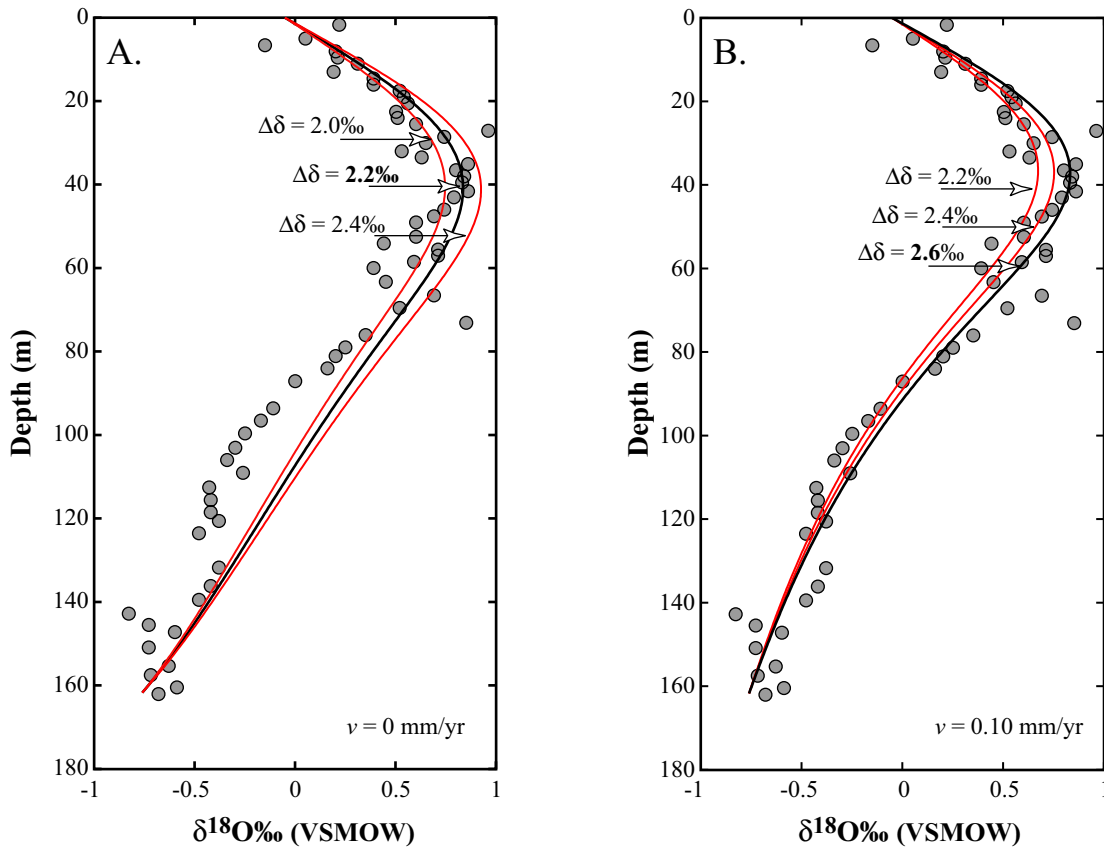 A.
0
20
40
60
80
100
120
140
160
180
Depth (m)
Δδ = 2.0‰
Δδ = 2.2‰
Δδ = 2.4‰
v = 0 mm/yr
-1 -0.5 0 0.5 1
δ18O‰ (VSMOW)
B.
0
20
40
60
80
100
120
140
160
180
Depth (m)
Δδ = 2.2‰
Δδ = 2.4‰
Δδ = 2.6‰
v = 0.10 mm/yr
-1 -0.5 0 0.5 1
δ18O‰ (VSMOW)